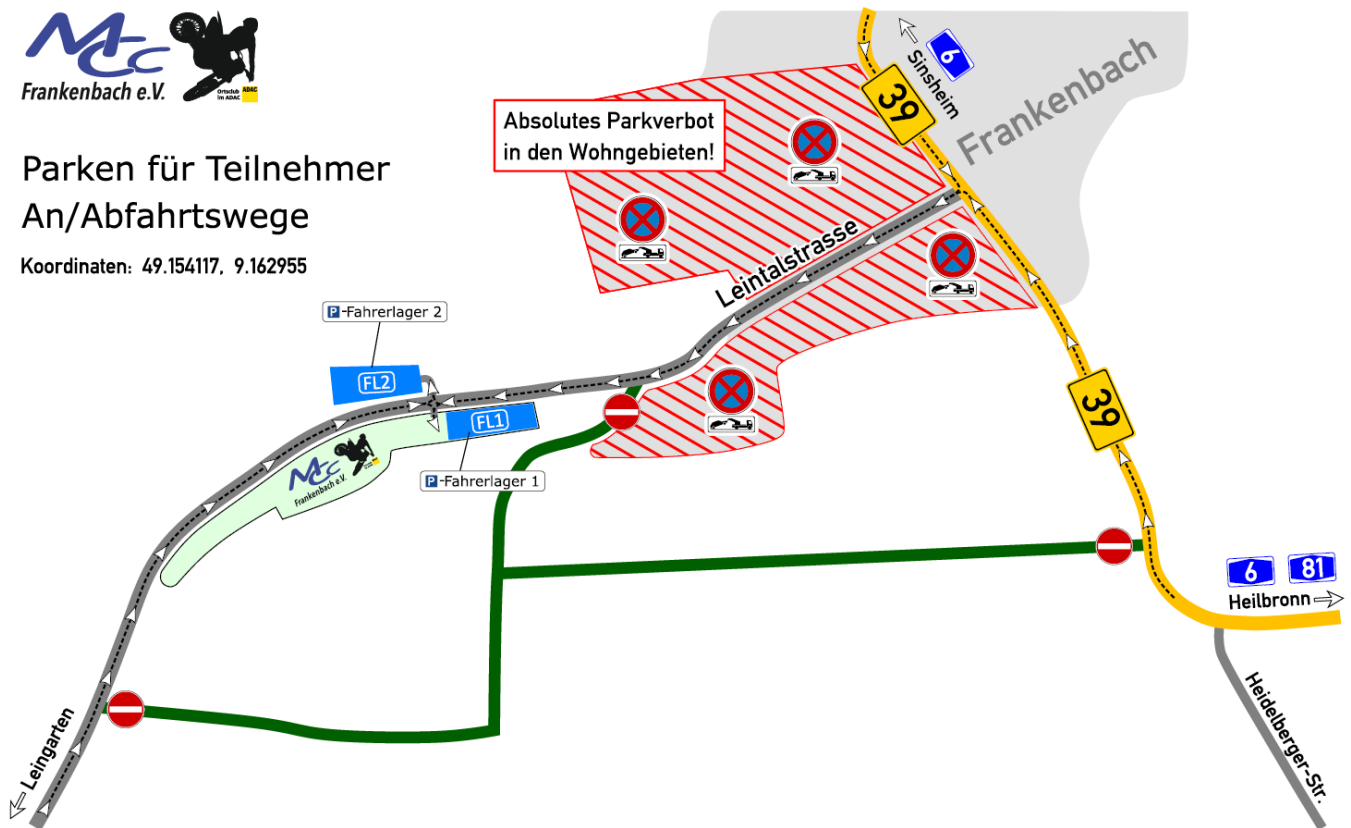 MCC
Frankenbach e.V.
Ortsclub
im ADAC
ADAC
Parken für Teilnehmer
An/Abfahrtswege
Koordinaten: 49.154117, 9.162955
Absolutes Parkverbot
in den Wohngebieten!
6
Sinsheim
39
Frankenbach
Leintalstrasse
P-Fahrerlager 2
FL2
FL1
P-Fahrerlager 1
MCC
Frankenbach e.V.
39
6
81
Heilbronn
Heidelberger-Str.
Leingarten